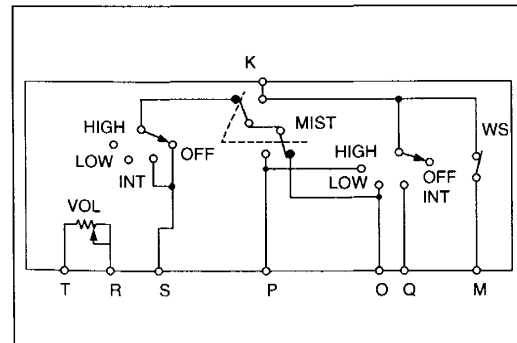 K
HIGH
MIST
WS
OFF
HIGH
LOW
INT
LOW
OFF
INT
VOL
T R S P O Q M